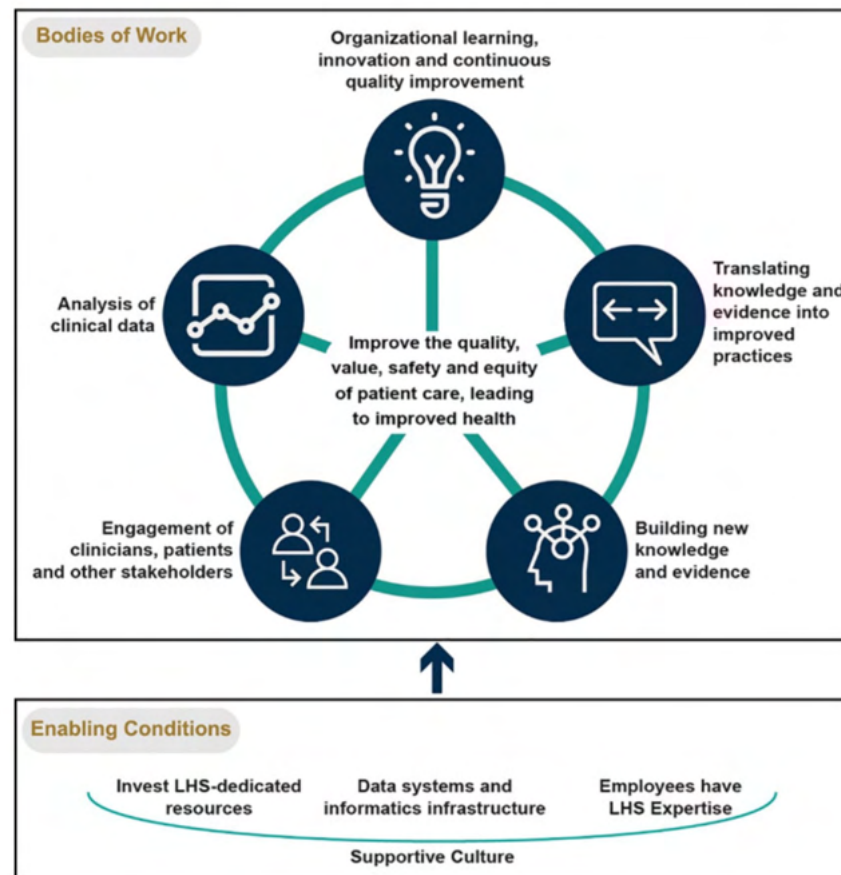 Bodies of Work
Organizational learning,
innovation and continuous
quality improvement
Analysis of
clinical data
Translating
knowledge and
evidence into
improved
practices
Improve the quality,
value, safety and equity
of patient care, leading
to improved health
Engagement of
clinicians, patients
and other stakeholders
Building new
knowledge
and evidence
Enabling Conditions
Invest LHS-dedicated
resources
Data systems and
informatics infrastructure
Employees have
LHS Expertise
Supportive Culture